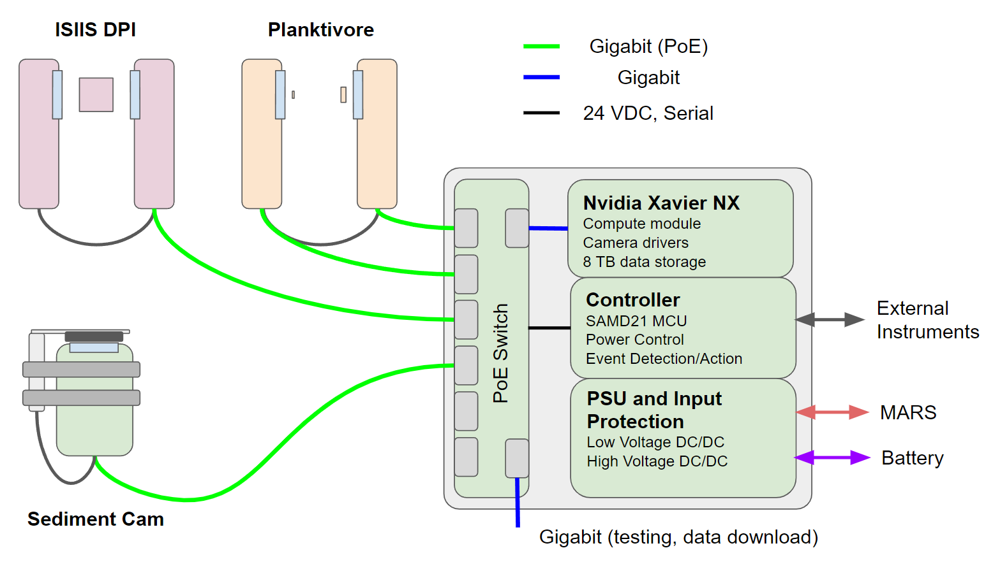 ISIIS DPI
Planktivore
Gigabit (PoE)
Gigabit
24 VDC, Serial
PoE Switch
Nvidia Xavier NX
Compute module
Camera drivers
8 TB data storage
Controller
SAMD21 MCU
Power Control
Event Detection/Action
PSU and Input
Protection
Low Voltage DC/DC
High Voltage DC/DC
External
Instruments
MARS
Battery
Sediment Cam
Gigabit (testing, data download)